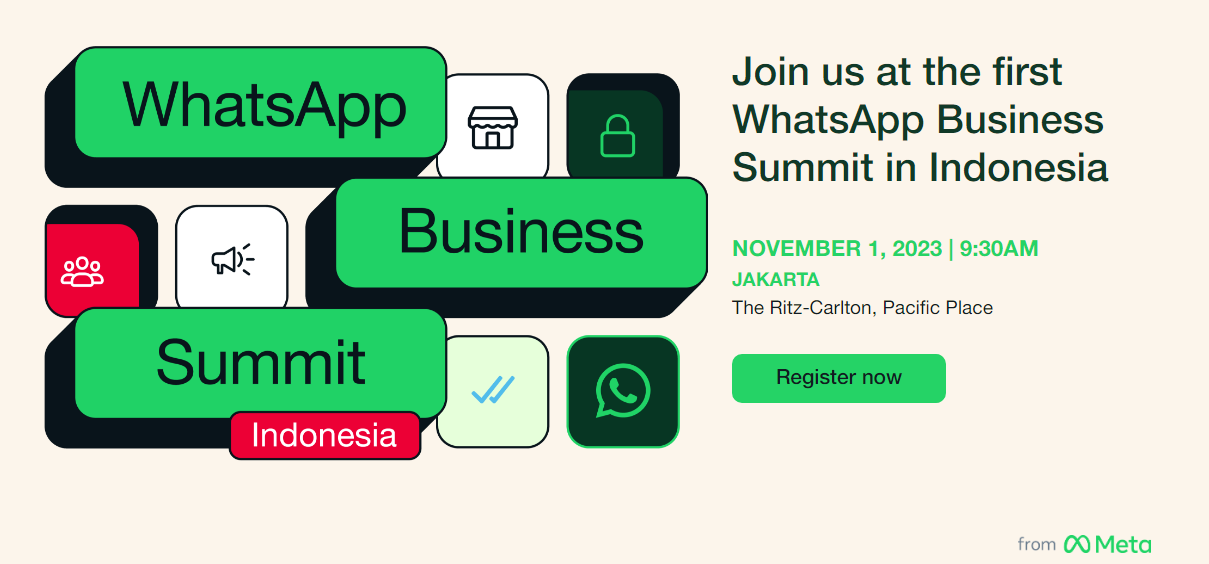 WhatsApp
Business
Summit
Indonesia
Join us at the first
WhatsApp Business
Summit in Indonesia
NOVEMBER 1, 2023 | 9:30AM
JAKARTA
The Ritz-Carlton, Pacific Place
Register now
from Meta